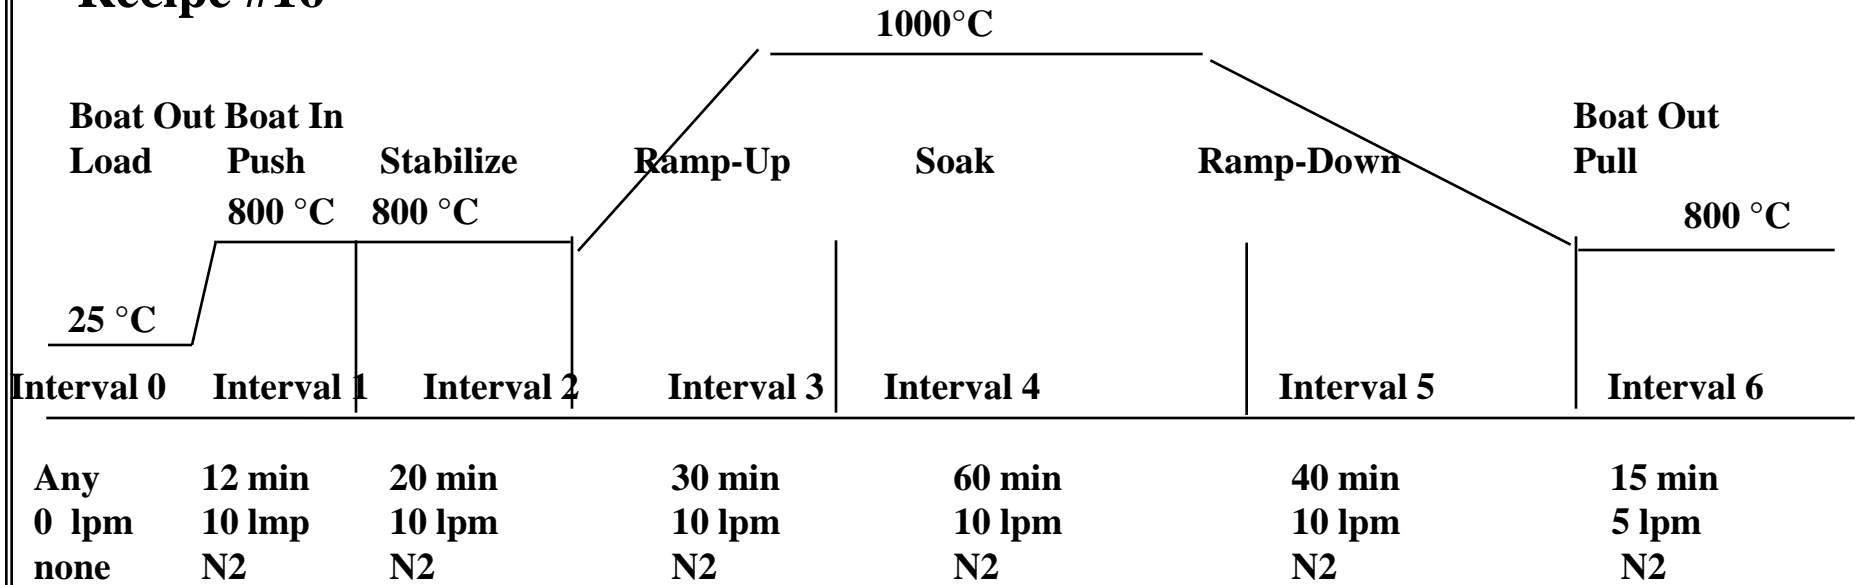 1000°C
Boat Out Boat In Boat Out
Load Push Stabilize Ramp-Up Soak Ramp-Down Pull
800 °C 800 °C 800 °C
25 °C
Interval 0 Interval 1 Interval 2 Interval 3 Interval 4 Interval 5 Interval 6
Any 12 min 20 min 30 min 60 min 40 min 15 min
0 lpm 10 lmp 10 lpm 10 lpm 10 lpm 10 lpm 5 lpm
none N2 N2 N2 N2 N2 N2